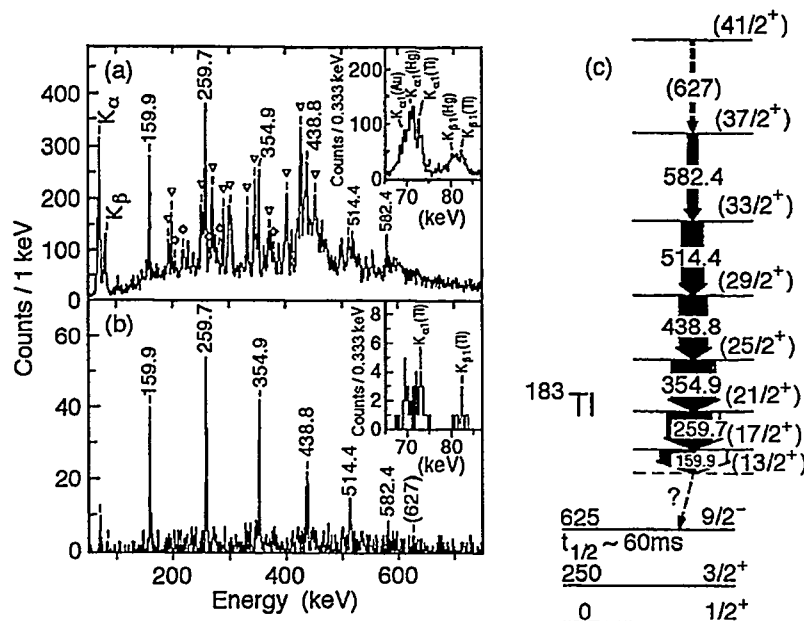 (a)
Counts / 1 keV
400
300
200
100
0
Kα
Kβ
159.9
259.7
354.9
438.8
514.4
582.4
Counts / 0.333 keV
200
100
0
Kα1(Au)
Kα1(Hg)
Kα1(Tl)
Kβ1(Hg)
Kβ1(Tl)
70 80
(keV)
(b)
60
40
20
0
159.9
259.7
354.9
438.8
514.4
582.4
(627)
Counts / 0.333 keV
8
6
4
2
0
Kα1(Tl)
Kβ1(Tl)
70 80
(keV)
200 400 600
Energy (keV)
(c)
(41/2+)
(627)
(37/2+)
582.4
(33/2+)
514.4
(29/2+)
438.8
(25/2+)
354.9
(21/2+)
183Tl
259.7
(17/2+)
159.9
(13/2+)
?
625 9/2−
t1/2 ~ 60ms
250 3/2+
0 1/2+